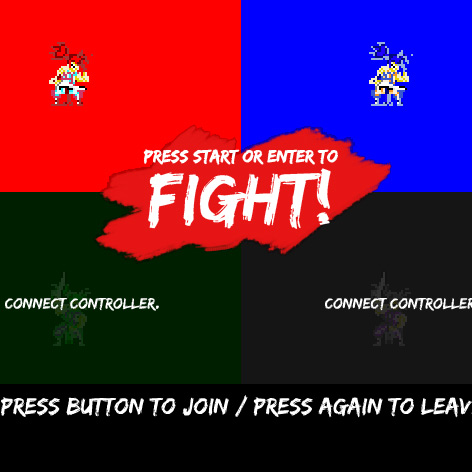 PRESS START OR ENTER TO
FIGHT!
CONNECT CONTROLLER.
CONNECT CONTROLLER
PRESS BUTTON TO JOIN / PRESS AGAIN TO LEAV